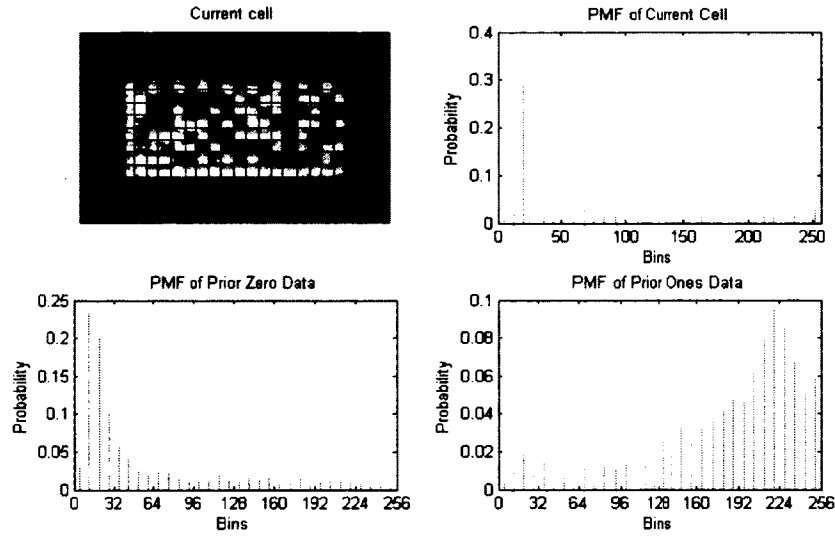 Current cell
PMF of Current Cell
Probability
0.4
0.3
0.2
0.1
0
0 50 100 150 200 250
Bins
PMF of Prior Zero Data
Probability
0.25
0.2
0.15
0.1
0.05
0
0 32 64 96 128 160 192 224 256
Bins
PMF of Prior Ones Data
Probability
0.1
0.08
0.06
0.04
0.02
0
0 32 64 96 128 160 192 224 256
Bins